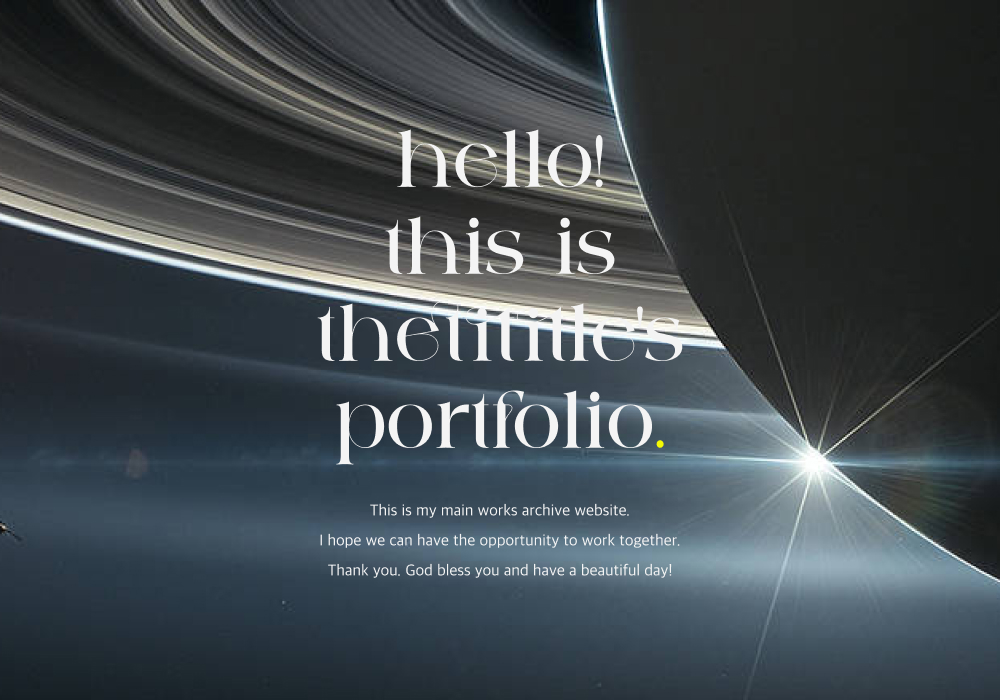 hello!
this is
thetititle's
portfolio.
This is my main works archive website.
I hope we can have the opportunity to work together.
Thank you. God bless you and have a beautiful day!